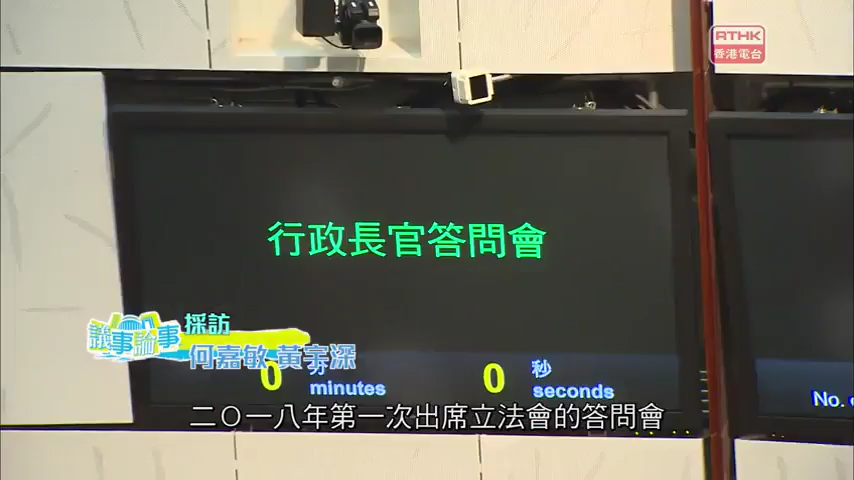 RTHK
香港電台
行政長官答問會
議事論事
採訪
何嘉敏 黃宇深
0 分 minutes 0 秒 seconds
No.
二〇一八年第一次出席立法會的答問會